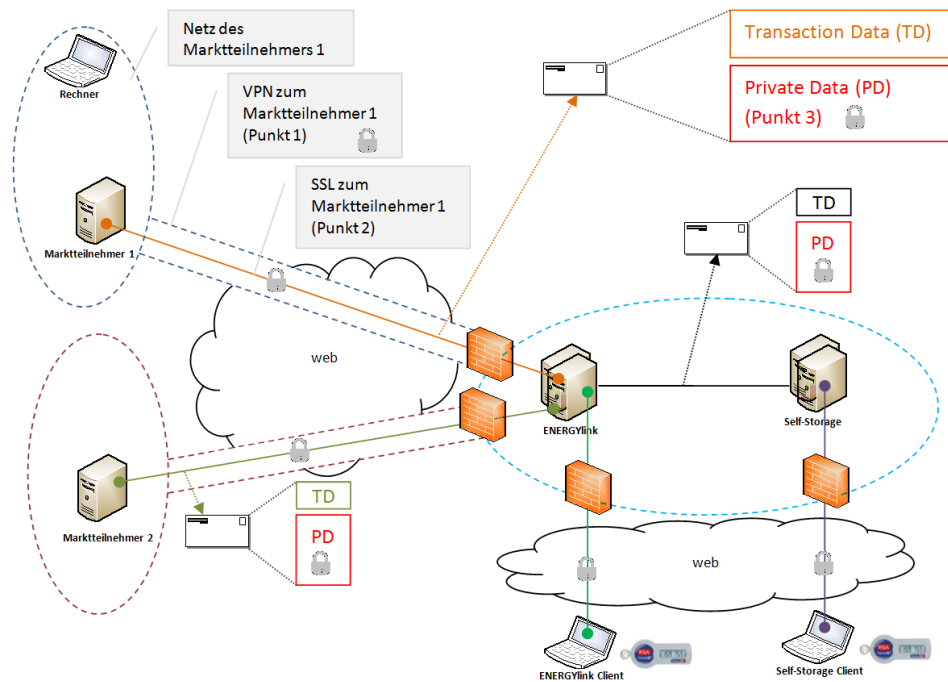 Netz des
Marktteilnehmers 1
Rechner
VPN zum
Marktteilnehmer 1
(Punkt 1)
SSL zum
Marktteilnehmer 1
(Punkt 2)
Transaction Data (TD)
Private Data (PD)
(Punkt 3)
TD
PD
Marktteilnehmer 1
web
ENERGYlink
Self-Storage
Marktteilnehmer 2
TD
PD
web
ENERGYlink Client
RSA
Self-Storage Client
RSA